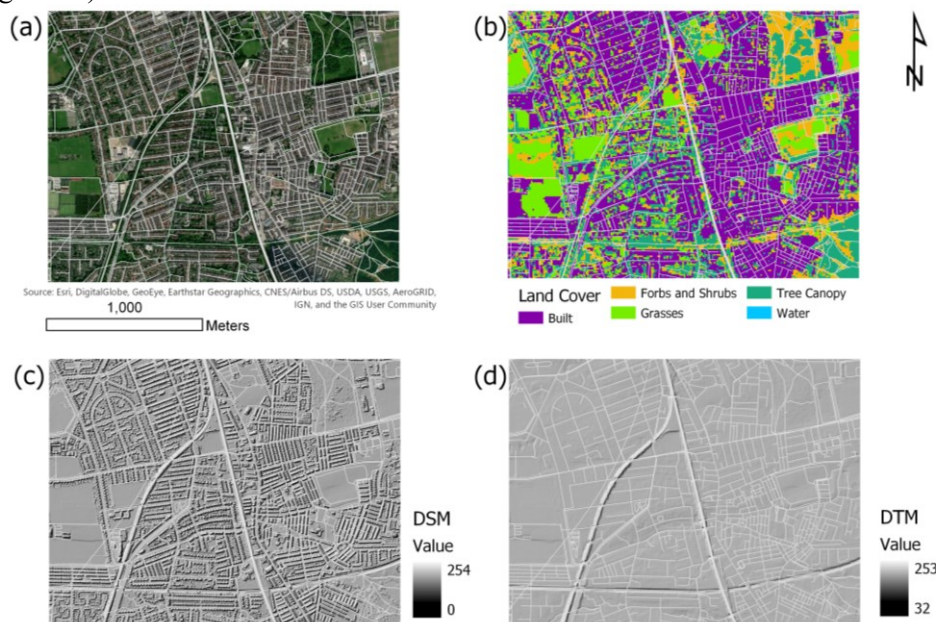 (a)
(b)
N
Source: Esri, DigitalGlobe, GeoEye, Earthstar Geographics, CNES/Airbus DS, USDA, USGS, AeroGRID,
IGN, and the GIS User Community
1,000
Meters
Land Cover
Built
Forbs and Shrubs
Grasses
Tree Canopy
Water
(c)
DSM
Value
254
0
(d)
DTM
Value
253
32